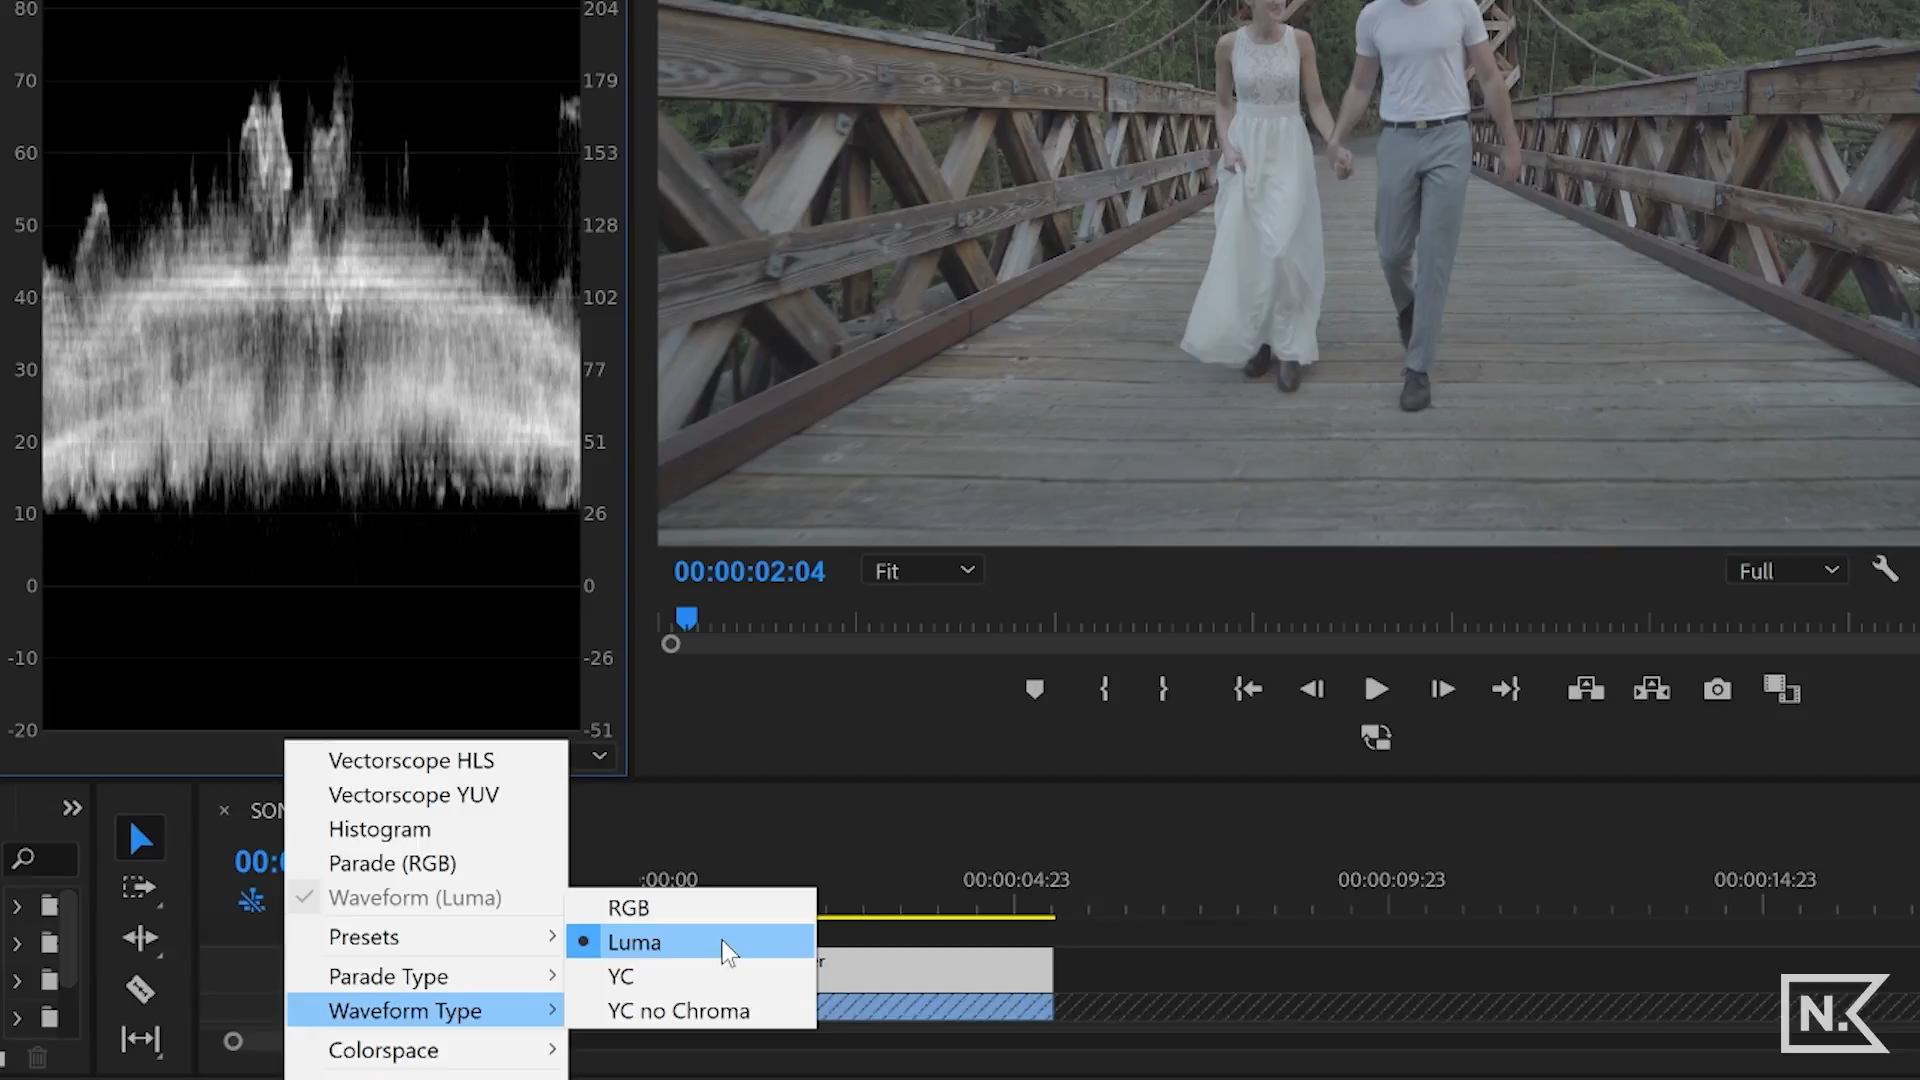 80
204
70
179
60
153
50
128
40
102
30
77
20
51
10
26
0
0
-10
-26
-20
-51
00:00:02:04
Fit
Full
Vectorscope HLS
Vectorscope YUV
Histogram
Parade (RGB)
Waveform (Luma)
Presets
Parade Type
Waveform Type
Colorspace
RGB
Luma
YC
YC no Chroma
× SON
00:
:00:00
00:00:04:23
00:00:09:23
00:00:14:23
r
N.